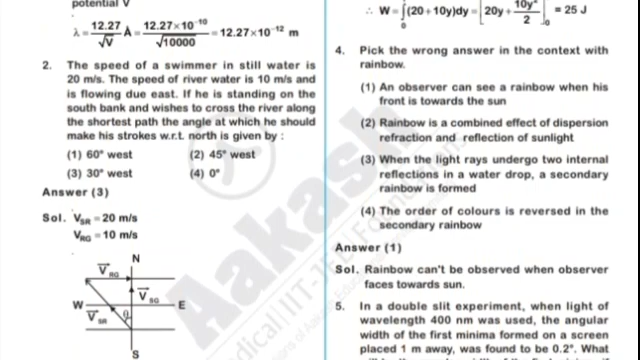 potential V
λ = 12.27/√V Å = 12.27×10⁻¹⁰/√10000 = 12.27×10⁻¹² m
2. The speed of a swimmer in still water is
20 m/s. The speed of river water is 10 m/s and
is flowing due east. If he is standing on the
south bank and wishes to cross the river along
the shortest path the angle at which he should
make his strokes w.r.t. north is given by :
(1) 60° west (2) 45° west
(3) 30° west (4) 0°
Answer (3)
Sol. V_SR = 20 m/s
V_RG = 10 m/s
N
V_RG
V_SG
W E
V_SR θ
S
∴ W = ∫(20+10y)dy = [20y + 10y²/2]₀ = 25 J
0
4. Pick the wrong answer in the context with
rainbow.
(1) An observer can see a rainbow when his
front is towards the sun
(2) Rainbow is a combined effect of dispersion
refraction and reflection of sunlight
(3) When the light rays undergo two internal
reflections in a water drop, a secondary
rainbow is formed
(4) The order of colours is reversed in the
secondary rainbow
Answer (1)
Sol. Rainbow can't be observed when observer
faces towards sun.
5. In a double slit experiment, when light of
wavelength 400 nm was used, the angular
width of the first minima formed on a screen
placed 1 m away, was found to be 0.2°. What
Aakash